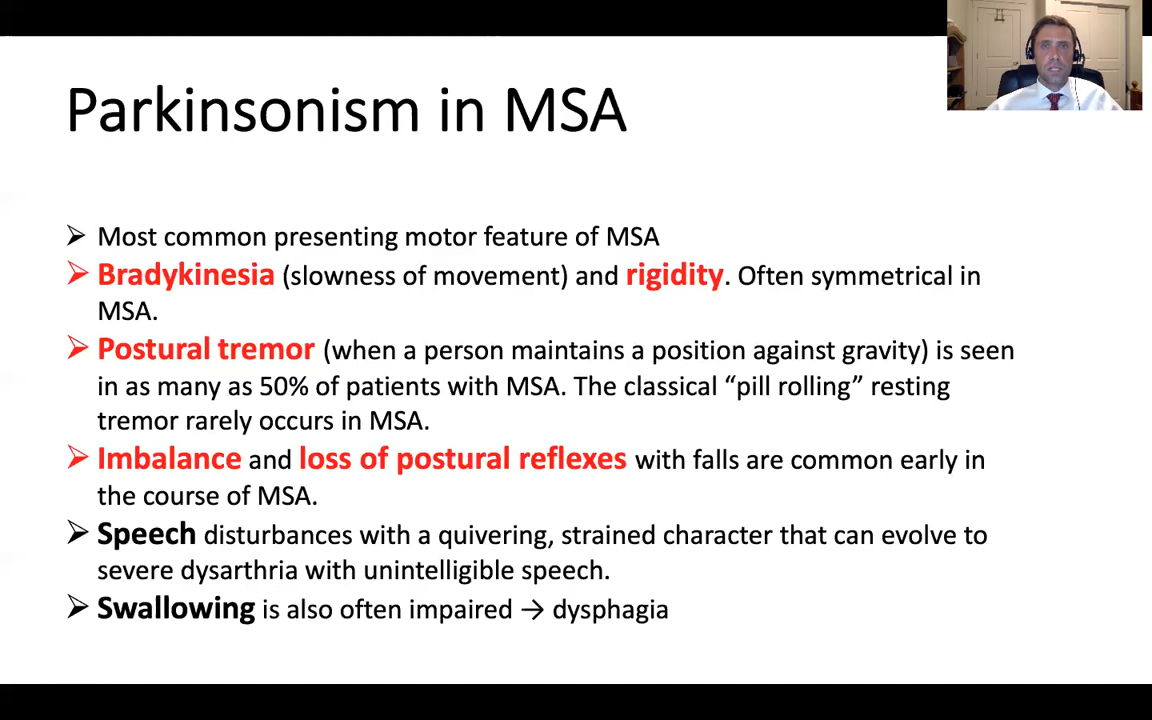 Parkinsonism in MSA
➢ Most common presenting motor feature of MSA
➢ Bradykinesia (slowness of movement) and rigidity. Often symmetrical in
MSA.
➢ Postural tremor (when a person maintains a position against gravity) is seen
in as many as 50% of patients with MSA. The classical “pill rolling” resting
tremor rarely occurs in MSA.
➢ Imbalance and loss of postural reflexes with falls are common early in
the course of MSA.
➢ Speech disturbances with a quivering, strained character that can evolve to
severe dysarthria with unintelligible speech.
➢ Swallowing is also often impaired → dysphagia